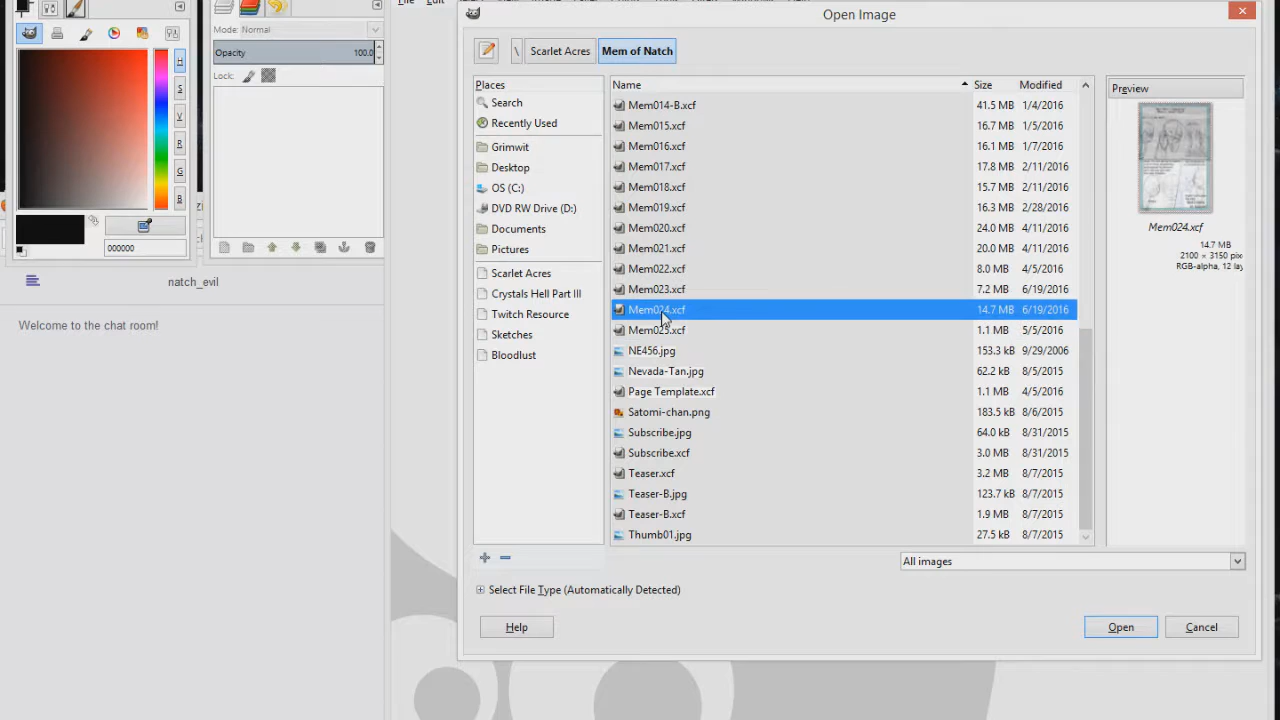 Open Image
Mode: Normal
Opacity 100.0
Lock:
\ Scarlet Acres Mem of Natch
Places
Search
Recently Used
Grimwit
Desktop
OS (C:)
DVD RW Drive (D:)
Documents
Pictures
Scarlet Acres
Crystals Hell Part III
Twitch Resource
Sketches
Bloodlust
Name Size Modified
Mem014-B.xcf 41.5 MB 1/4/2016
Mem015.xcf 16.7 MB 1/5/2016
Mem016.xcf 16.1 MB 1/7/2016
Mem017.xcf 17.8 MB 2/11/2016
Mem018.xcf 15.7 MB 2/11/2016
Mem019.xcf 16.3 MB 2/28/2016
Mem020.xcf 24.0 MB 4/11/2016
Mem021.xcf 20.0 MB 4/11/2016
Mem022.xcf 8.0 MB 4/5/2016
Mem023.xcf 7.2 MB 6/19/2016
Mem024.xcf 14.7 MB 6/19/2016
Mem025.xcf 1.1 MB 5/5/2016
NE456.jpg 153.3 kB 9/29/2006
Nevada-Tan.jpg 62.2 kB 8/5/2015
Page Template.xcf 1.1 MB 4/5/2016
Satomi-chan.png 183.5 kB 8/6/2015
Subscribe.jpg 64.0 kB 8/31/2015
Subscribe.xcf 3.0 MB 8/31/2015
Teaser.xcf 3.2 MB 8/7/2015
Teaser-B.jpg 123.7 kB 8/7/2015
Teaser-B.xcf 1.9 MB 8/7/2015
Thumb01.jpg 27.5 kB 8/7/2015
Preview
Mem024.xcf
14.7 MB
2100 × 3150 pixe
RGB-alpha, 12 lay
H
S
V
R
G
B
000000
natch_evil
Welcome to the chat room!
All images
Select File Type (Automatically Detected)
Help
Open
Cancel